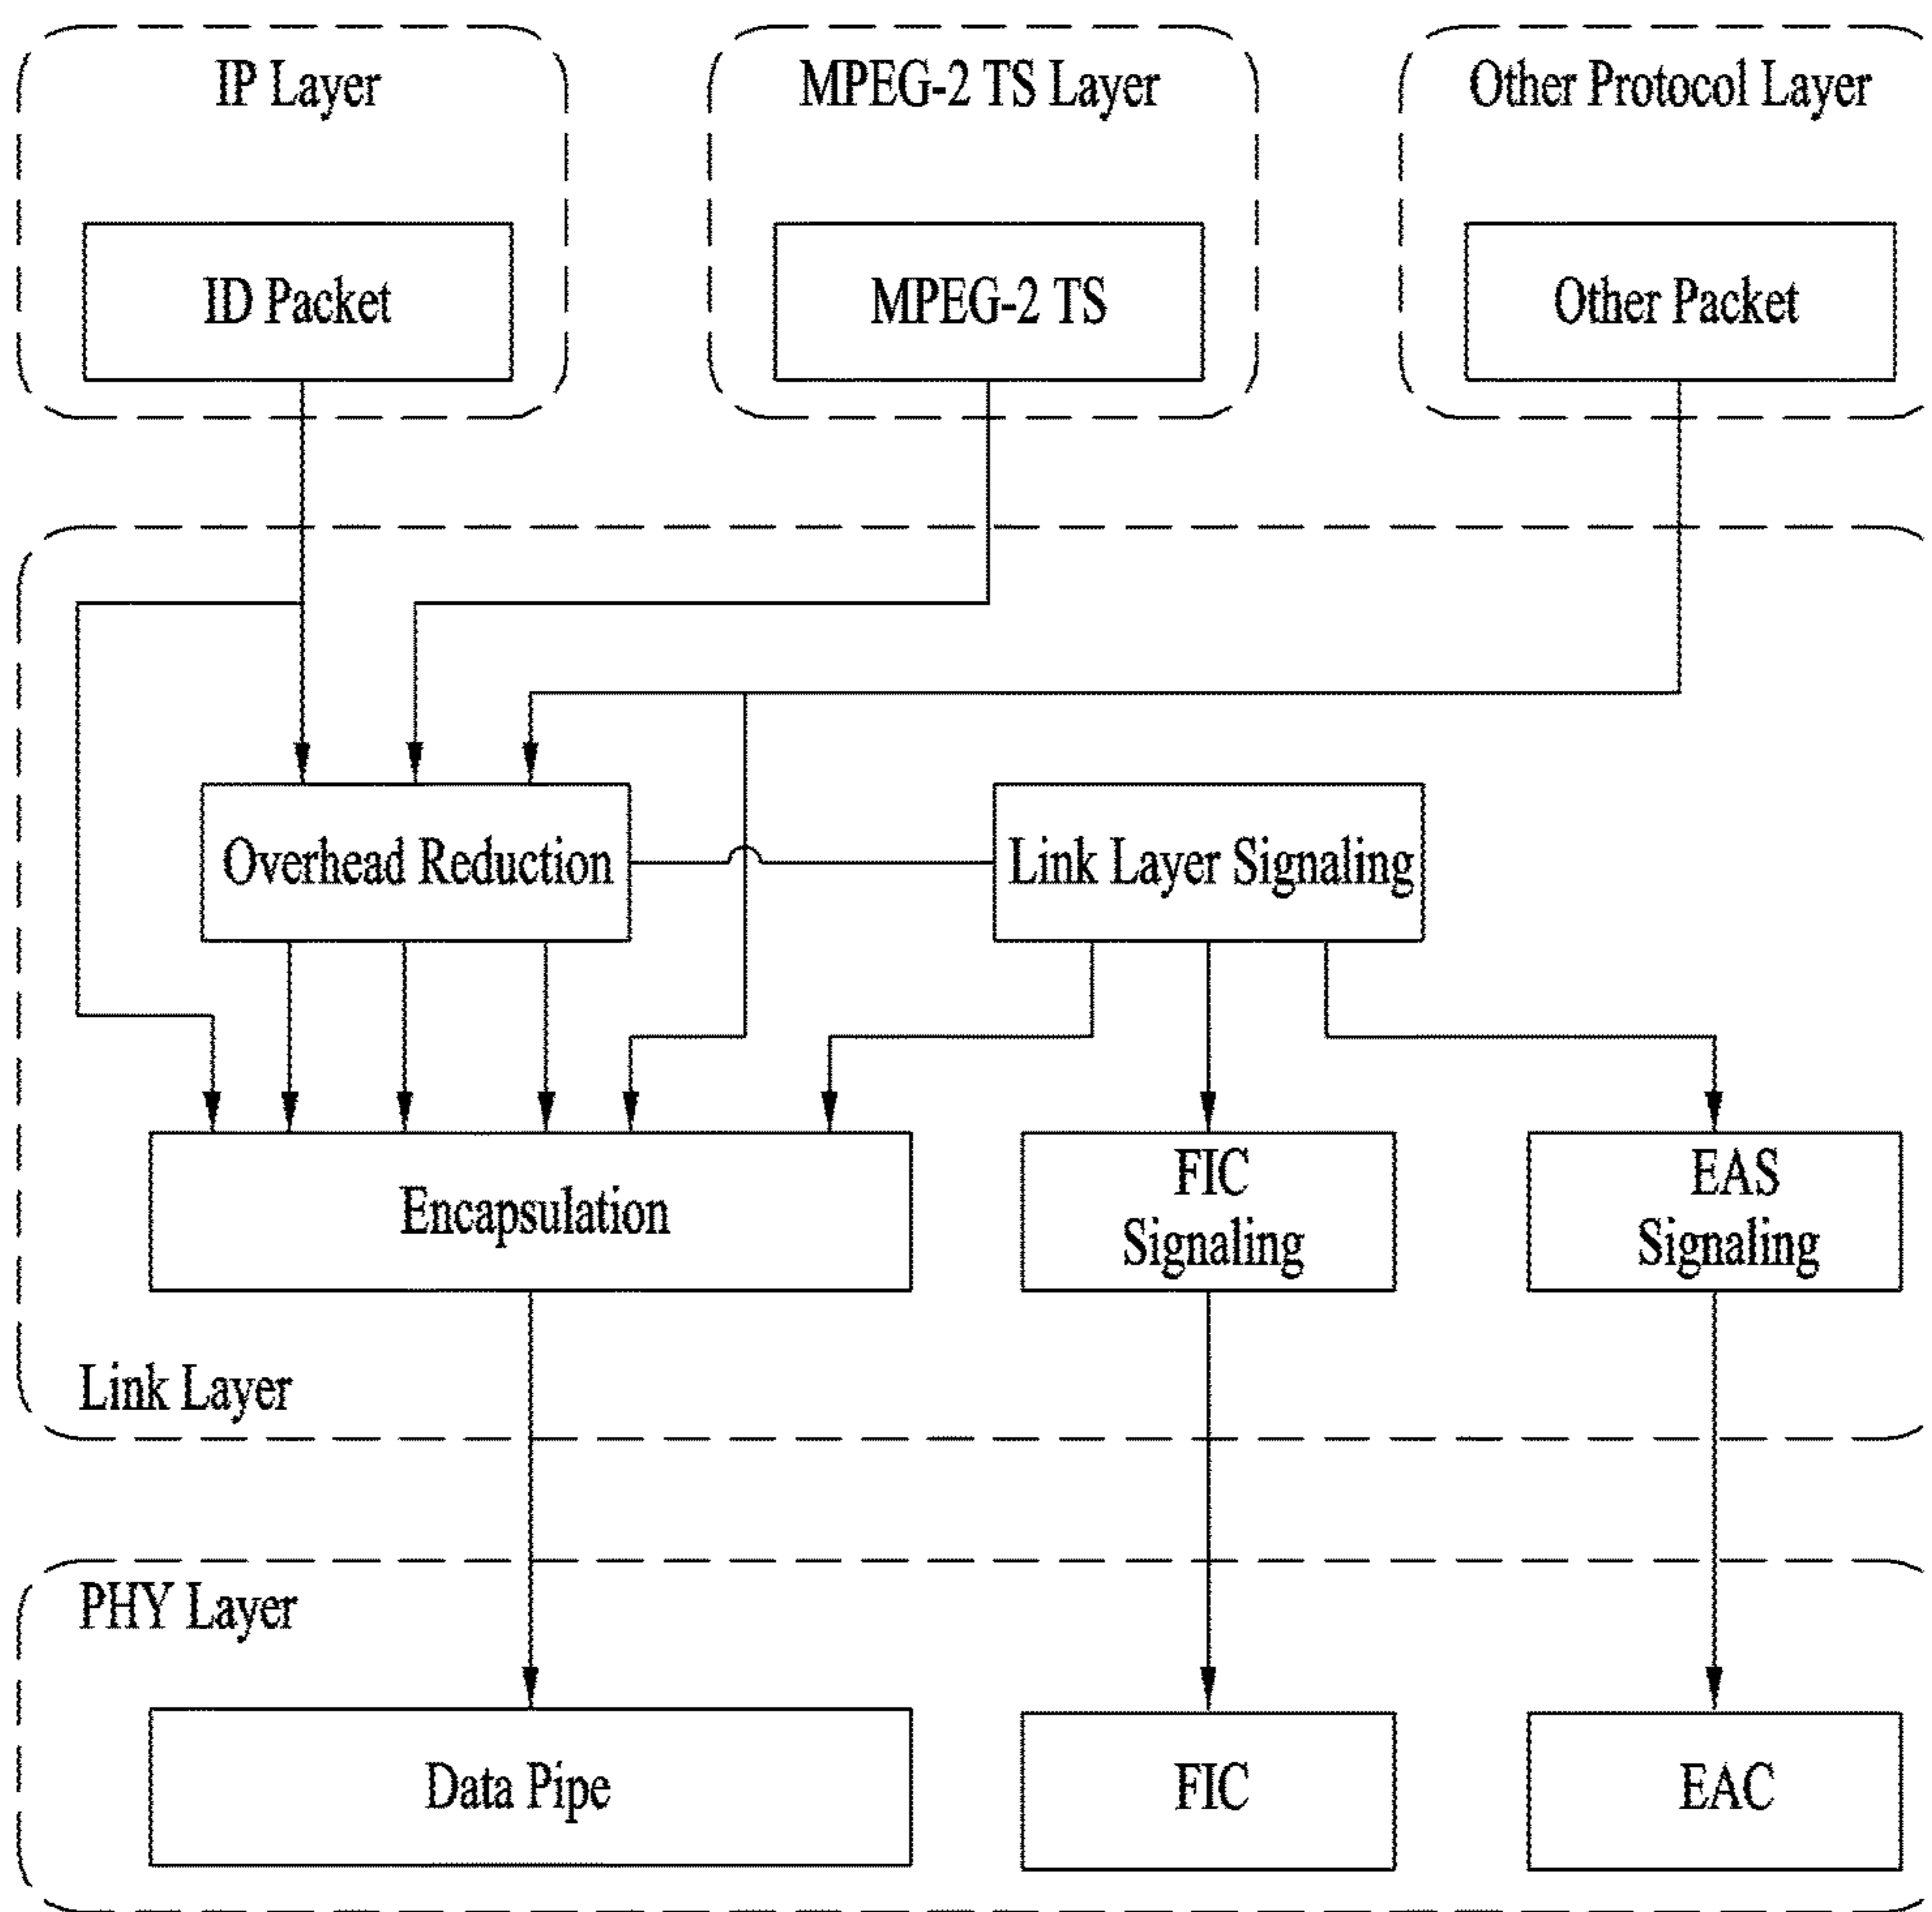 IP Layer
MPEG-2 TS Layer
Other Protocol Layer
ID Packet
MPEG-2 TS
Other Packet
Overhead Reduction
Link Layer Signaling
Encapsulation
FIC
Signaling
EAS
Signaling
Link Layer
PHY Layer
Data Pipe
FIC
EAC